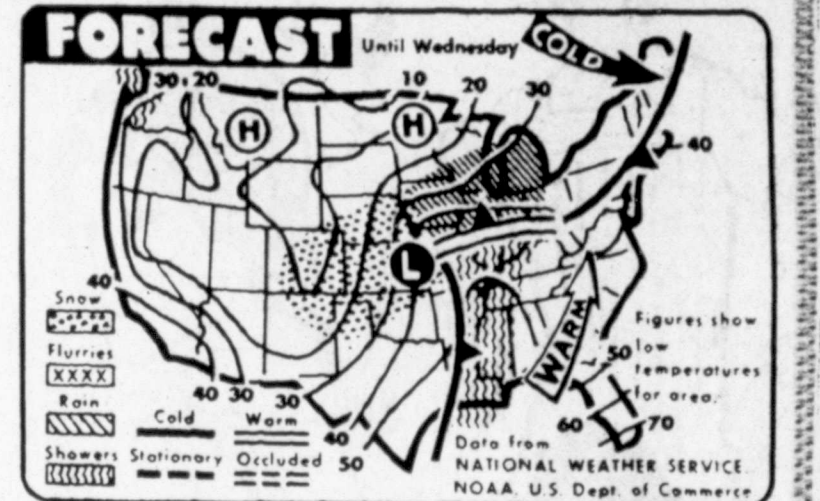 FORECAST Until Wednesday COLD
30 20 10 20 30
H H
40
L
40
Snow
Flurries
Rain
Showers
Cold Warm
Stationary Occluded
40 30 30
40
50
WARM
50
60 70
Figures show
low
temperatures
for area.
Data from
NATIONAL WEATHER SERVICE.
NOAA, U.S. Dept. of Commerce